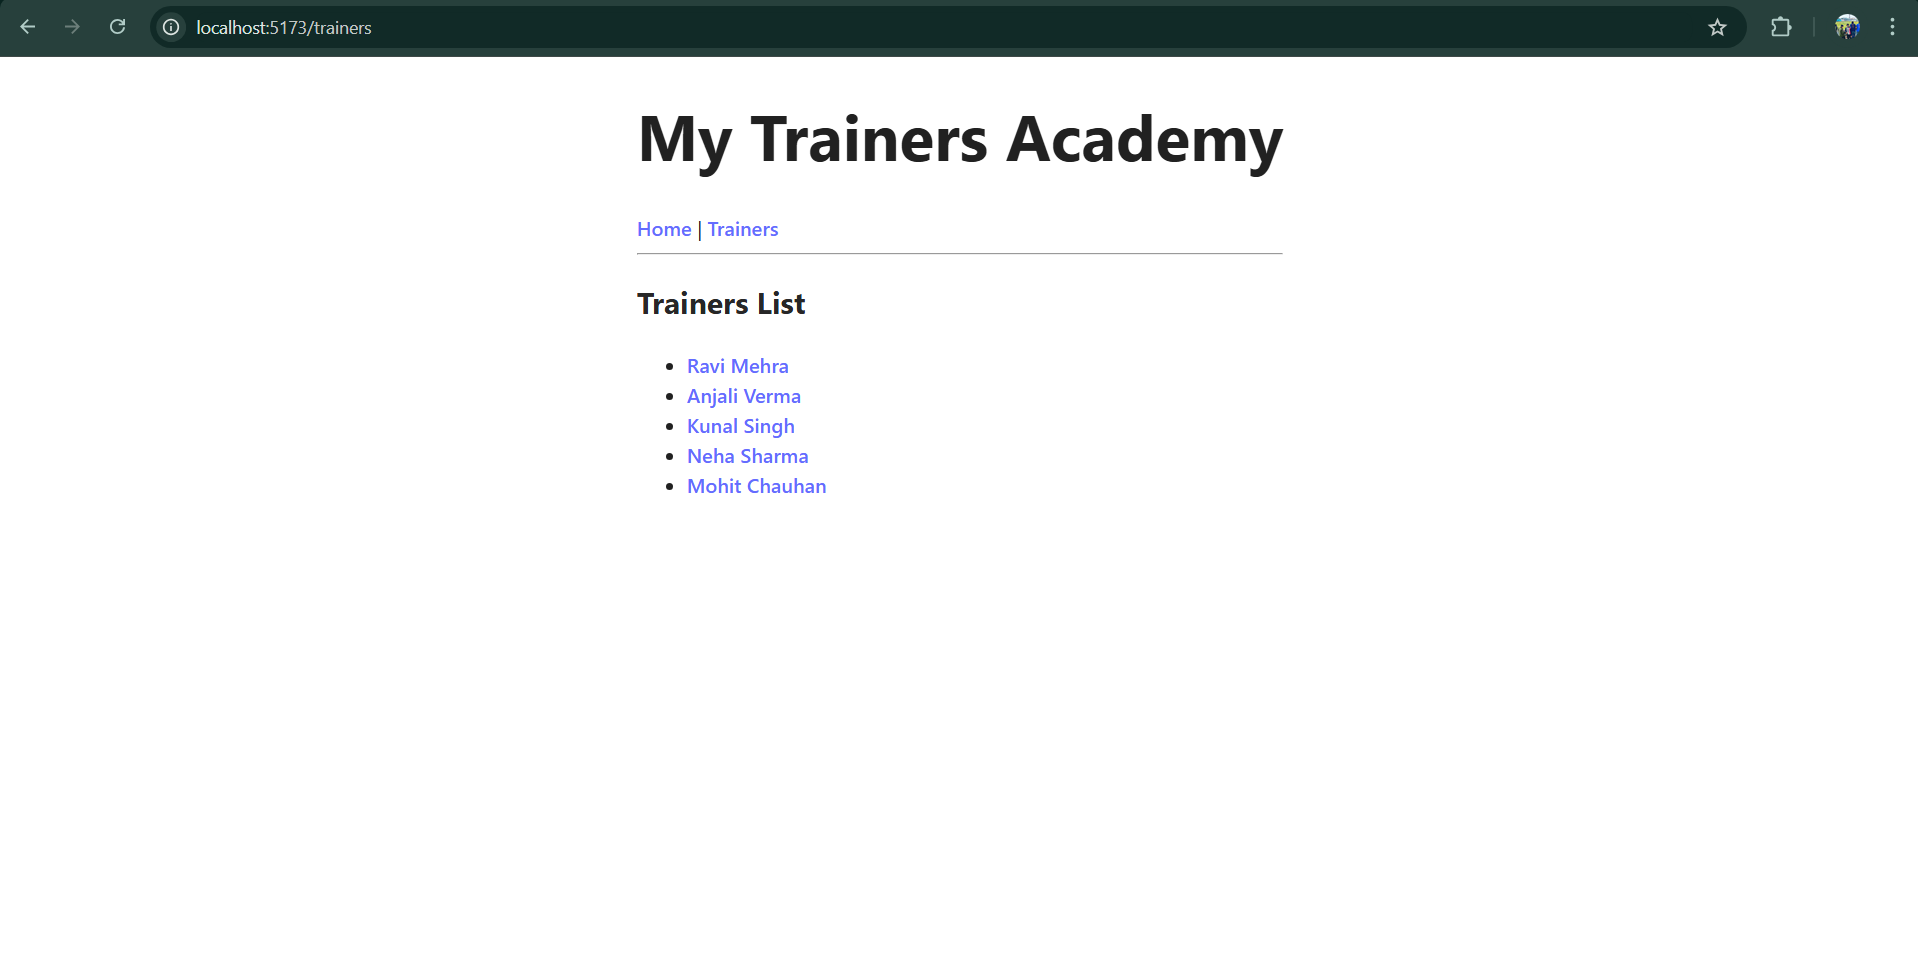 localhost:5173/trainers
My Trainers Academy
Home | Trainers
Trainers List
Ravi Mehra
Anjali Verma
Kunal Singh
Neha Sharma
Mohit Chauhan